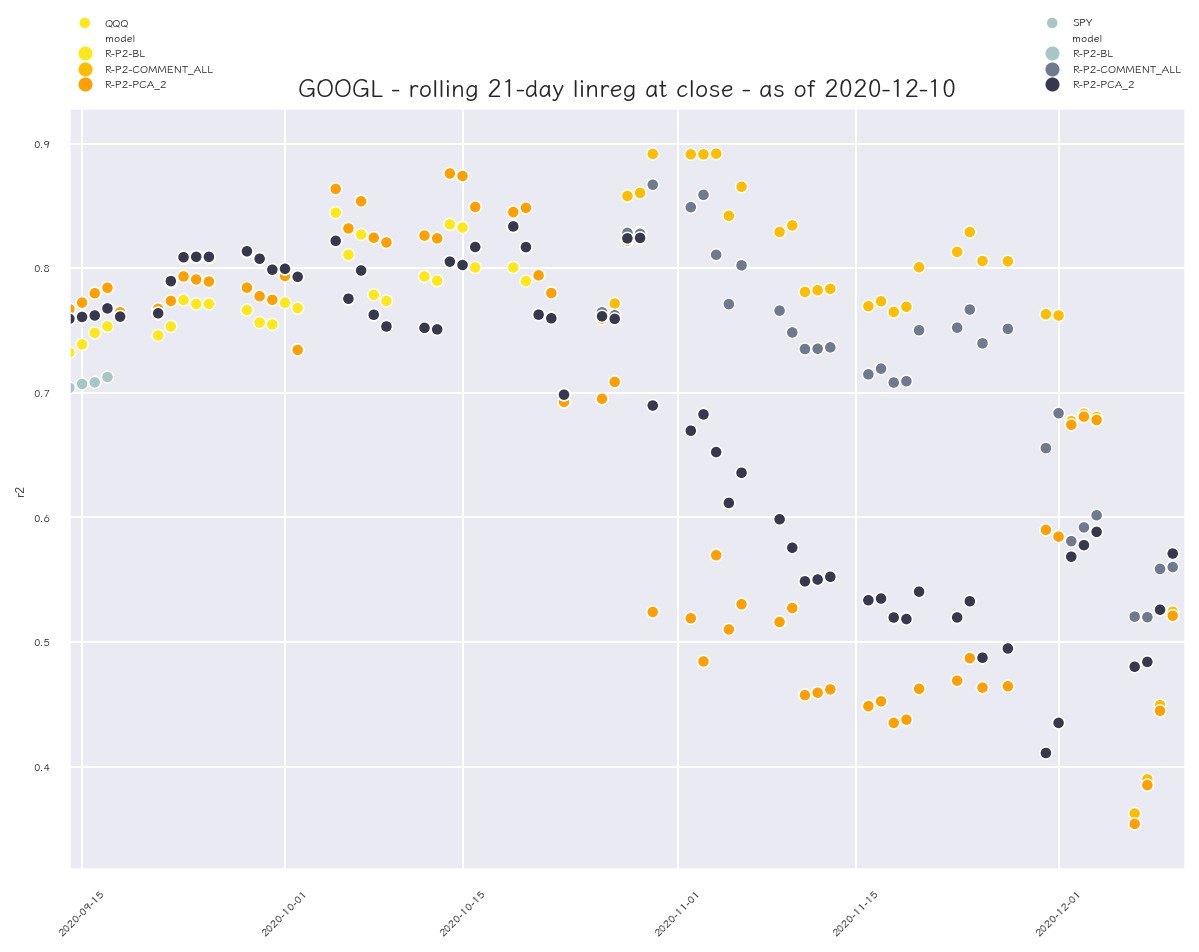 QQQ
model
R-P2-BL
R-P2-COMMENT_ALL
R-P2-PCA_2
SPY
model
R-P2-BL
R-P2-COMMENT_ALL
R-P2-PCA_2
GOOGL - rolling 21-day linreg at close - as of 2020-12-10
0.9
0.8
0.7
0.6
0.5
0.4
r2
2020-09-15
2020-10-01
2020-10-15
2020-11-01
2020-11-15
2020-12-01